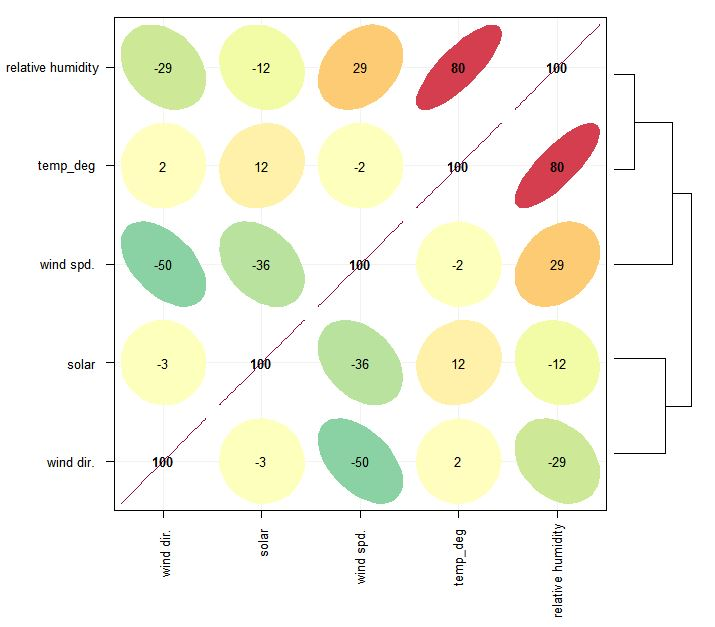 relative humidity -29 -12 29 80 100
temp_deg 2 12 -2 100 80
wind spd. -50 -36 100 -2 29
solar -3 100 -36 12 -12
wind dir. 100 -3 -50 2 -29
wind dir.
solar
wind spd.
temp_deg
relative humidity